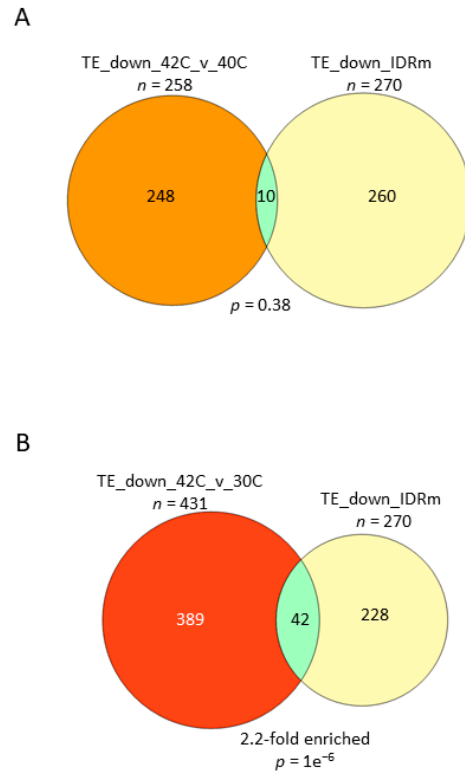 A
TE_down_42C_v_40C
n = 258
TE_down_IDRm
n = 270
248
10
260
p = 0.38
B
TE_down_42C_v_30C
n = 431
TE_down_IDRm
n = 270
389
42
228
2.2-fold enriched
p = 1e⁻⁶